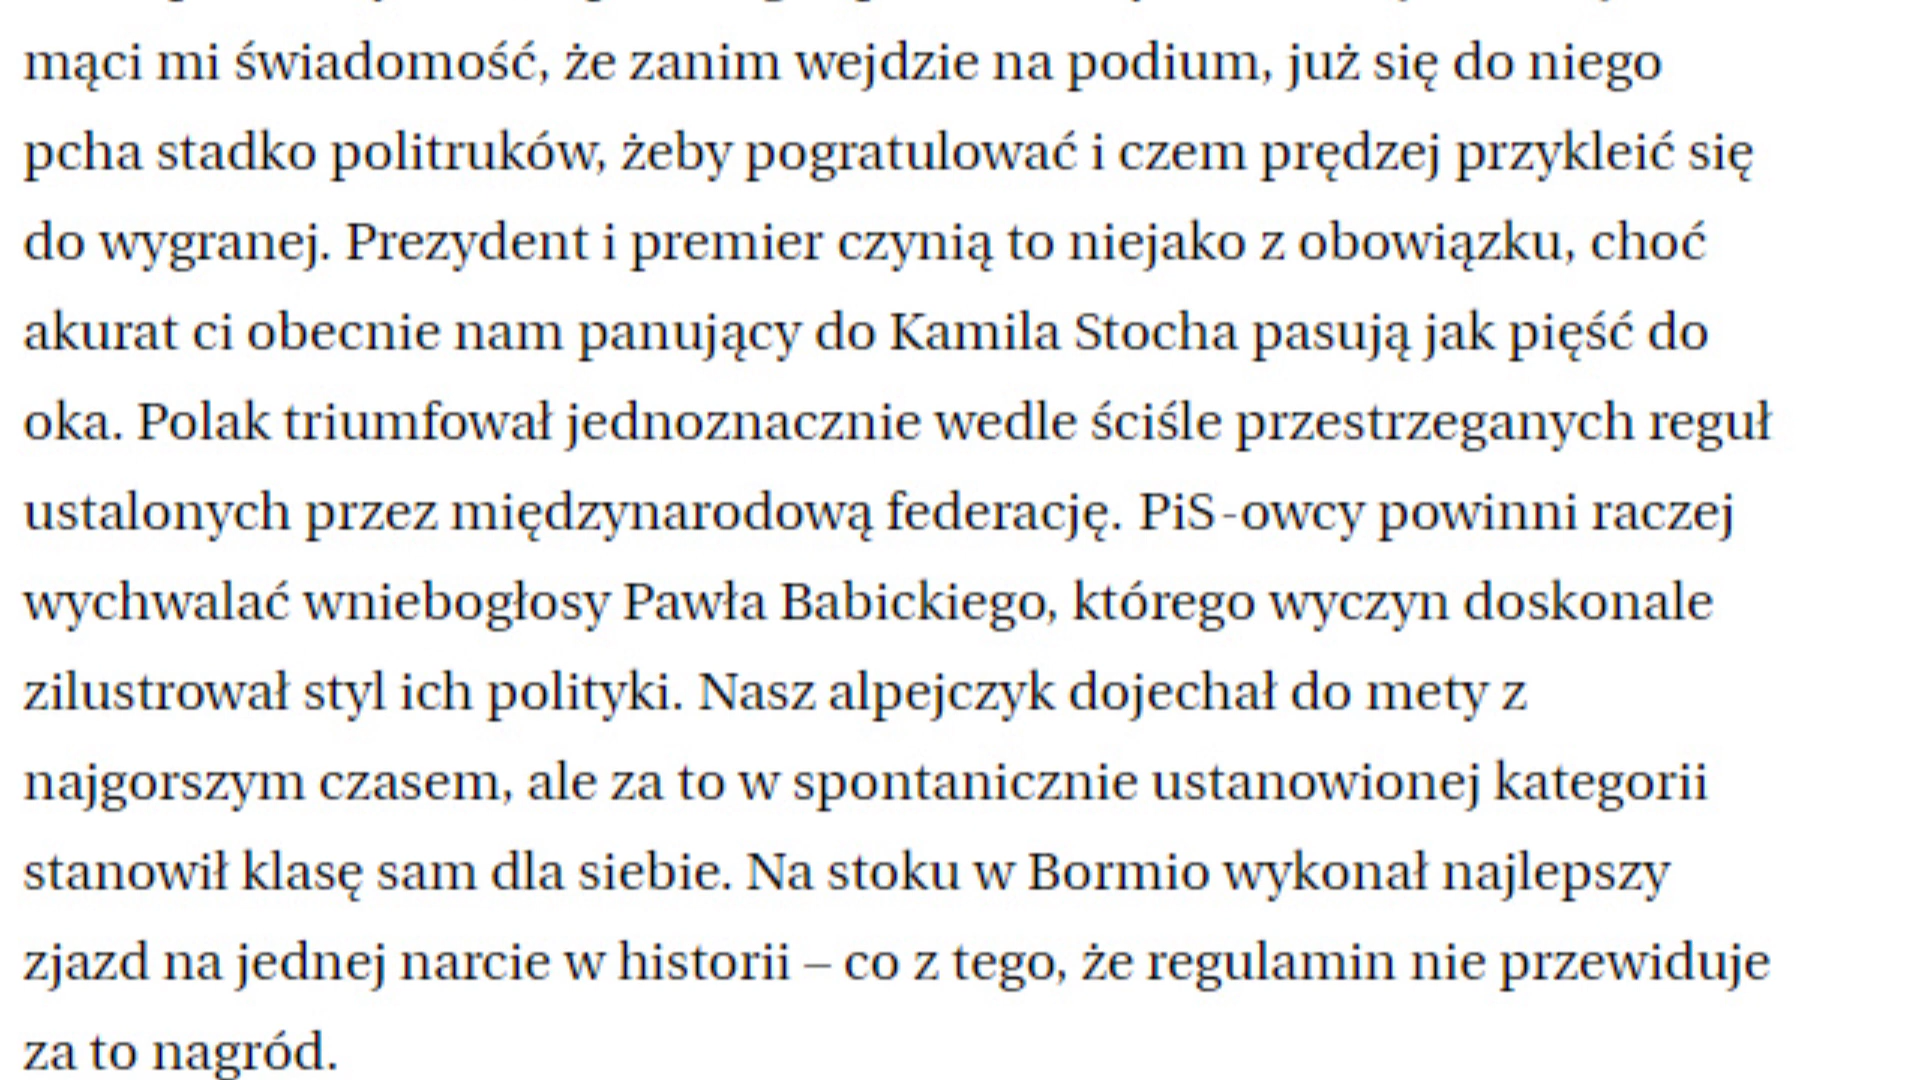 mąci mi świadomość, że zanim wejdzie na podium, już się do niego
pcha stadko politruków, żeby pogratulować i czem prędzej przykleić się
do wygranej. Prezydent i premier czynią to niejako z obowiązku, choć
akurat ci obecnie nam panujący do Kamila Stocha pasują jak pięść do
oka. Polak triumfował jednoznacznie wedle ściśle przestrzeganych reguł
ustalonych przez międzynarodową federację. PiS-owcy powinni raczej
wychwalać wniebogłosy Pawła Babickiego, którego wyczyn doskonale
zilustrował styl ich polityki. Nasz alpejczyk dojechał do mety z
najgorszym czasem, ale za to w spontanicznie ustanowionej kategorii
stanowił klasę sam dla siebie. Na stoku w Bormio wykonał najlepszy
zjazd na jednej narcie w historii – co z tego, że regulamin nie przewiduje
za to nagród.